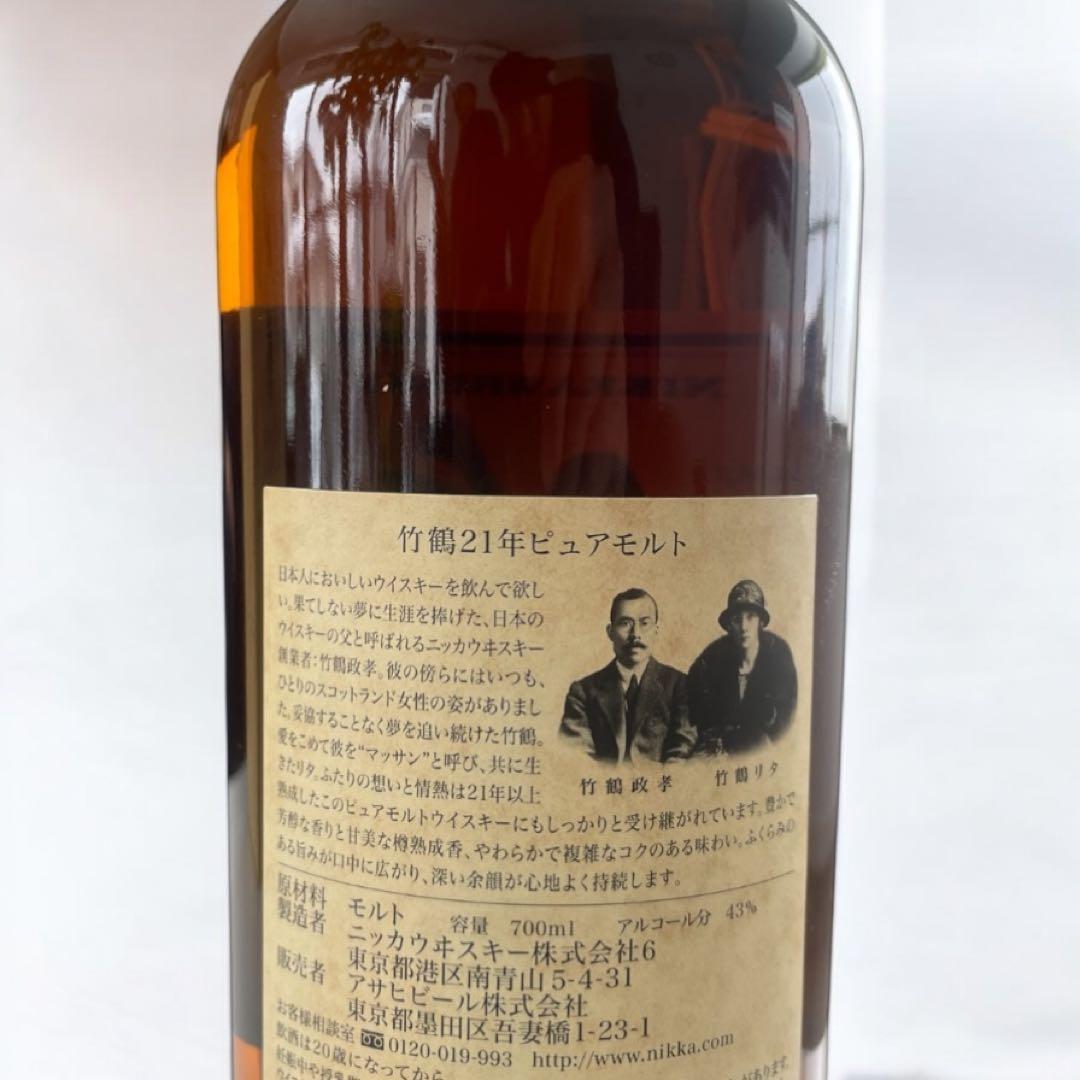 竹鶴21年ピュアモルト
日本人においしいウイスキーを飲んで欲し
い。果てしない夢に生涯を捧げた、日本の
ウイスキーの父と呼ばれるニッカウヰスキー
創業者：竹鶴政孝。彼の傍らにはいつも、
ひとりのスコットランド女性の姿がありまし
た。妥協することなく夢を追い続けた竹鶴。
愛をこめて彼を“マッサン”と呼び、共に生
きたリタ。ふたりの想いと情熱は21年以上
熟成したこのピュアモルトウイスキーにもしっかりと受け継がれています。豊かで
芳醇な香りと甘美な樽熟成香、やわらかで複雑なコクのある味わい。ふくらみの
ある旨みが口中に広がり、深い余韻が心地よく持続します。
竹鶴政孝 竹鶴リタ
原材料 モルト 容量 700ml アルコール分 43%
製造者 ニッカウヰスキー株式会社6
東京都港区南青山5-4-31
販売者 アサヒビール株式会社
東京都墨田区吾妻橋1-23-1
お客様相談室 0120-019-993 http://www.nikka.com
飲酒は20歳になってから
妊娠中や授乳期 があります。